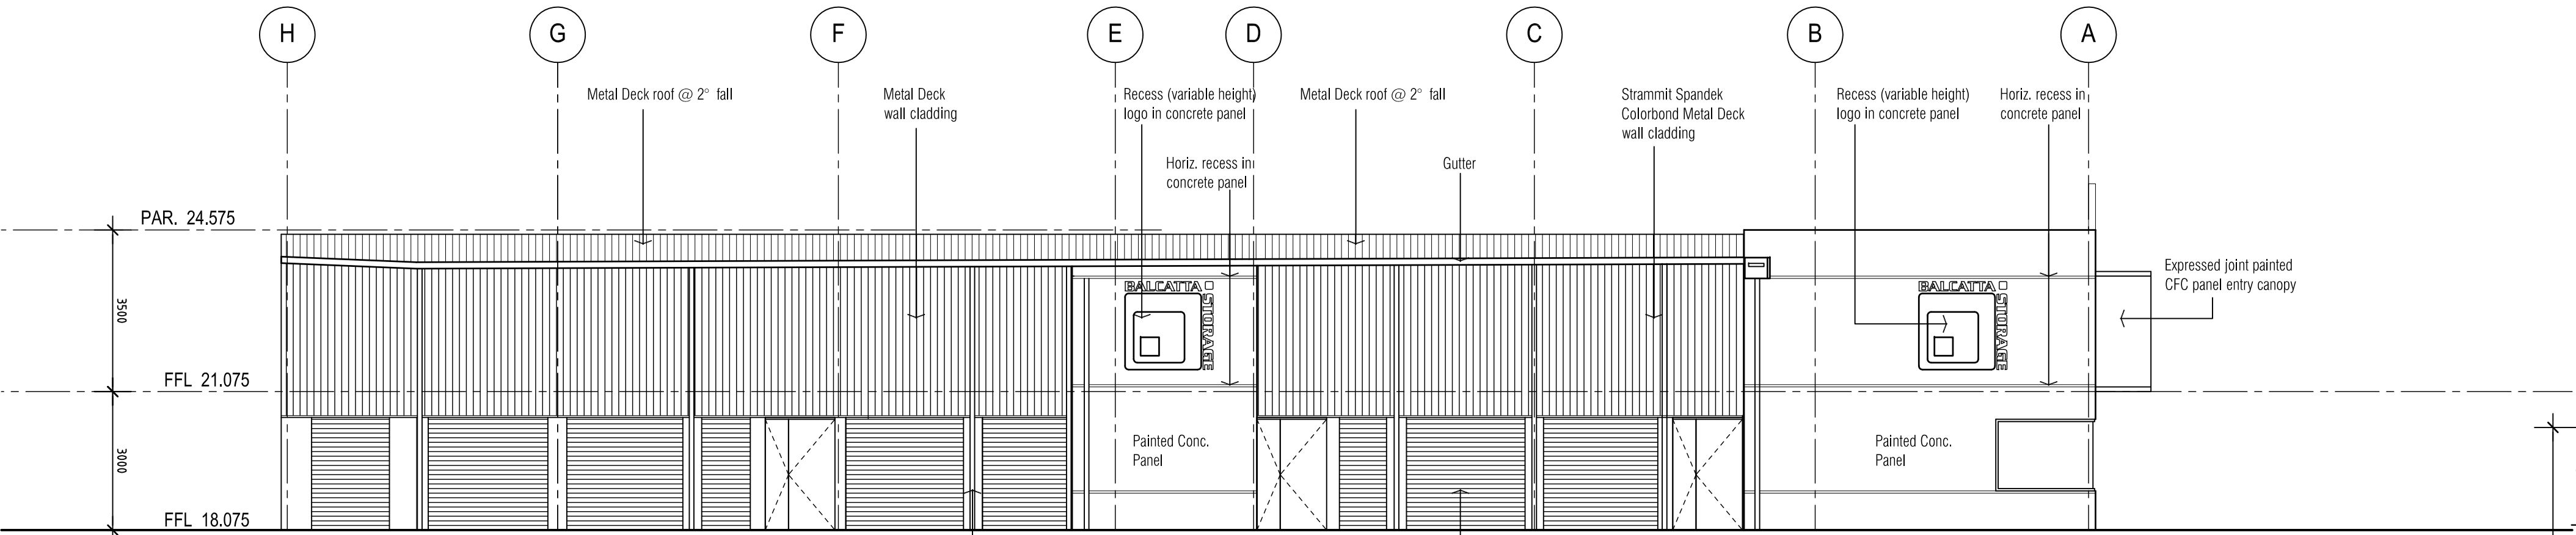 H
G
F
E
D
C
B
A
Metal Deck roof @ 2° fall
Metal Deck
wall cladding
Recess (variable height)
logo in concrete panel
Horiz. recess in
concrete panel
Metal Deck roof @ 2° fall
Gutter
Strammit Spandek
Colorbond Metal Deck
wall cladding
Recess (variable height)
logo in concrete panel
Horiz. recess in
concrete panel
Expressed joint painted
CFC panel entry canopy
PAR. 24.575
3500
FFL 21.075
3000
FFL 18.075
BALCATTA
STORAGE
Painted Conc.
Panel
BALCATTA
STORAGE
Painted Conc.
Panel